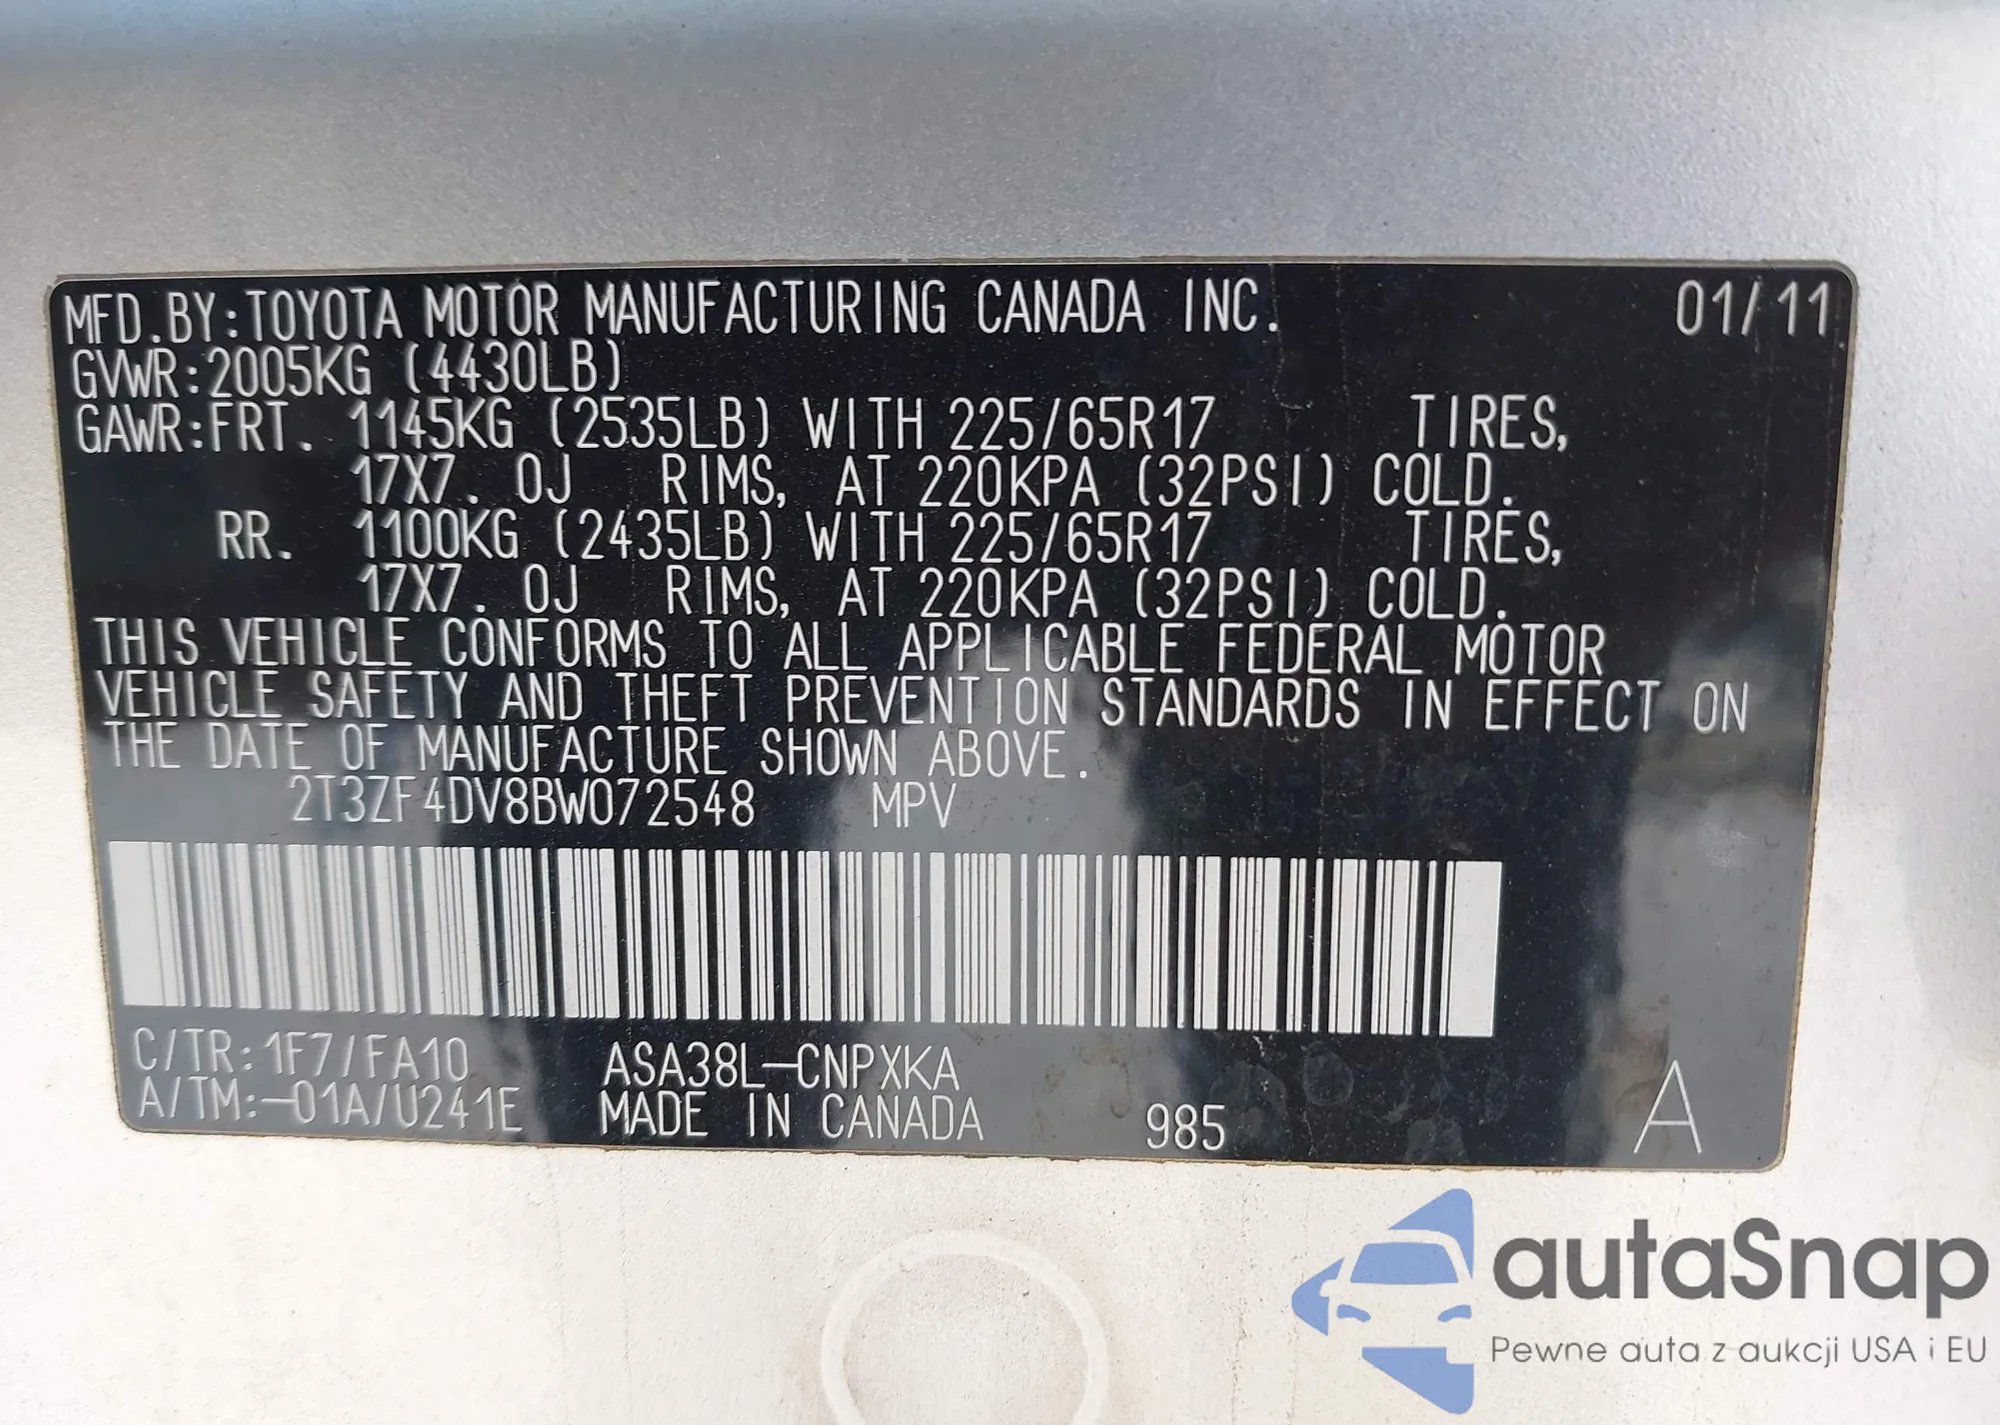 MFD.BY:TOYOTA MOTOR MANUFACTURING CANADA INC. 01/11
GVWR:2005KG (4430LB)
GAWR:FRT. 1145KG (2535LB) WITH 225/65R17 TIRES,
17X7. 0J RIMS, AT 220KPA (32PSI) COLD.
RR. 1100KG (2435LB) WITH 225/65R17 TIRES,
17X7. 0J RIMS, AT 220KPA (32PSI) COLD.
THIS VEHICLE CONFORMS TO ALL APPLICABLE FEDERAL MOTOR
VEHICLE SAFETY AND THEFT PREVENTION STANDARDS IN EFFECT ON
THE DATE OF MANUFACTURE SHOWN ABOVE.
2T3ZF4DV8BW072548 MPV
C/TR:1F7/FA10 ASA38L-CNPXKA
A/TM:-01A/U241E MADE IN CANADA 985 A
autaSnap
Pewne auta z aukcji USA i EU